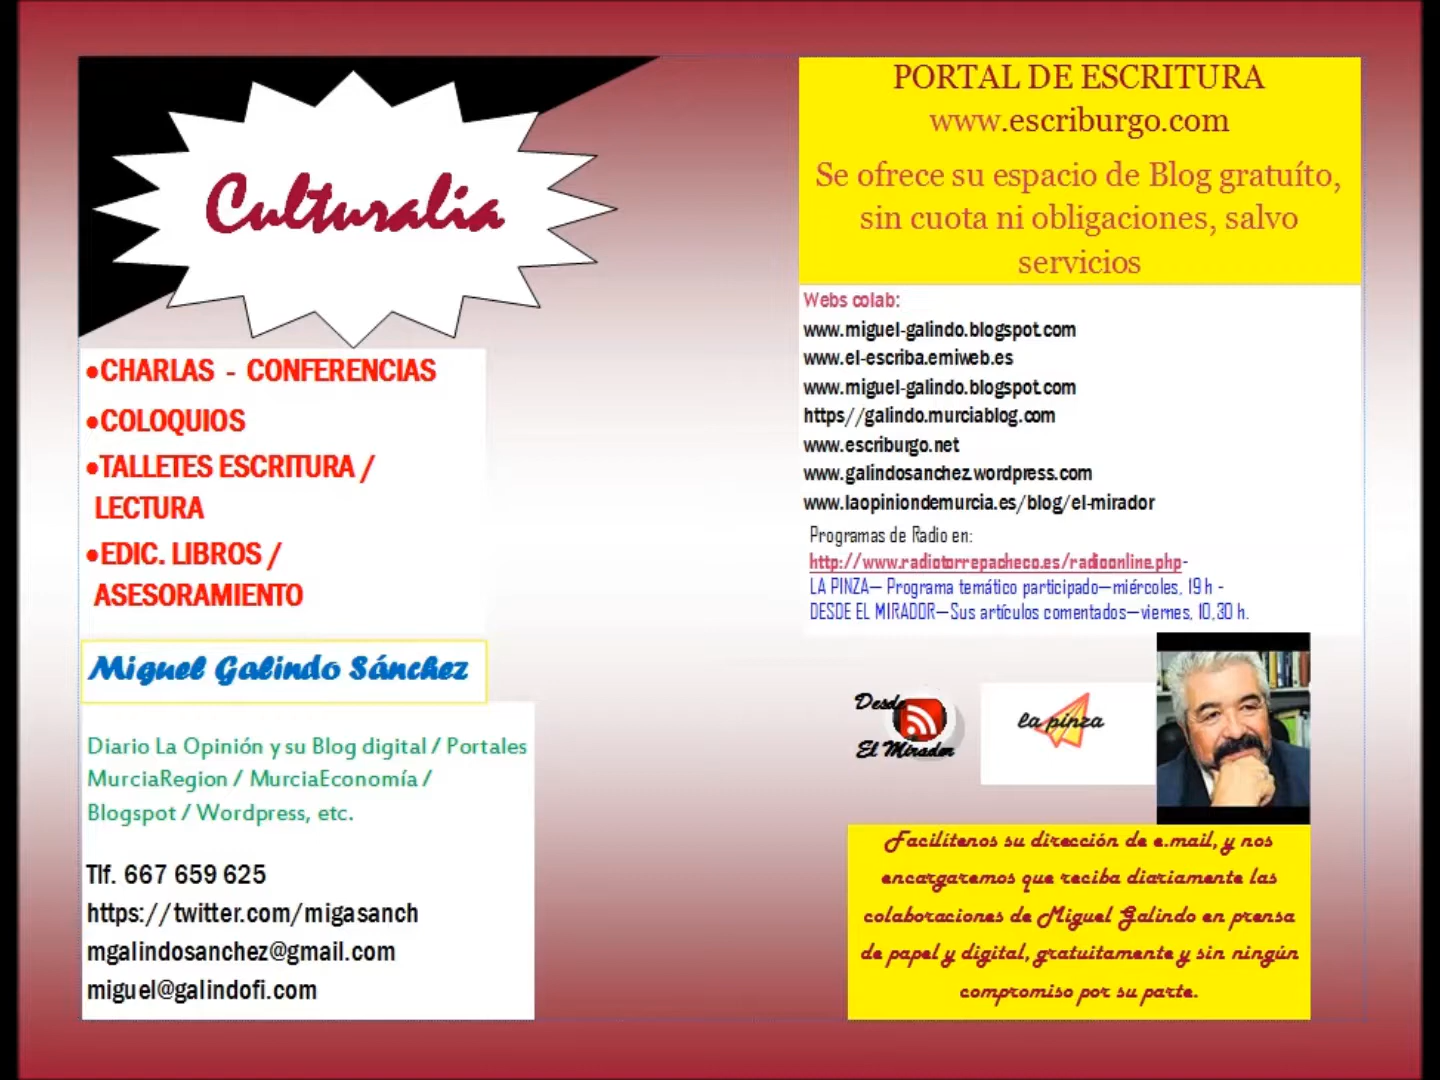 Culturalia
•CHARLAS - CONFERENCIAS
•COLOQUIOS
•TALLETES ESCRITURA /
LECTURA
•EDIC. LIBROS /
ASESORAMIENTO
Miguel Galindo Sánchez
Diario La Opinión y su Blog digital / Portales
MurciaRegion / MurciaEconomía /
Blogspot / Wordpress, etc.
Tlf. 667 659 625
https://twitter.com/migasanch
mgalindosanchez@gmail.com
miguel@galindofi.com
PORTAL DE ESCRITURA
www.escriburgo.com
Se ofrece su espacio de Blog gratuíto,
sin cuota ni obligaciones, salvo
servicios
Webs colab:
www.miguel-galindo.blogspot.com
www.el-escriba.emiweb.es
www.miguel-galindo.blogspot.com
https//galindo.murciablog.com
www.escriburgo.net
www.galindosanchez.wordpress.com
www.laopiniondemurcia.es/blog/el-mirador
Programas de Radio en:
http://www.radiotorrepacheco.es/radioonline.php-
LA PINZA— Programa temático participado—miércoles, 19 h -
DESDE EL MIRADOR—Sus artículos comentados—viernes, 10,30 h.
Desde
El Mirador
la pinza
Facilítenos su dirección de e.mail, y nos
encargaremos que reciba diariamente las
colaboraciones de Miguel Galindo en prensa
de papel y digital, gratuitamente y sin ningún
compromiso por su parte.